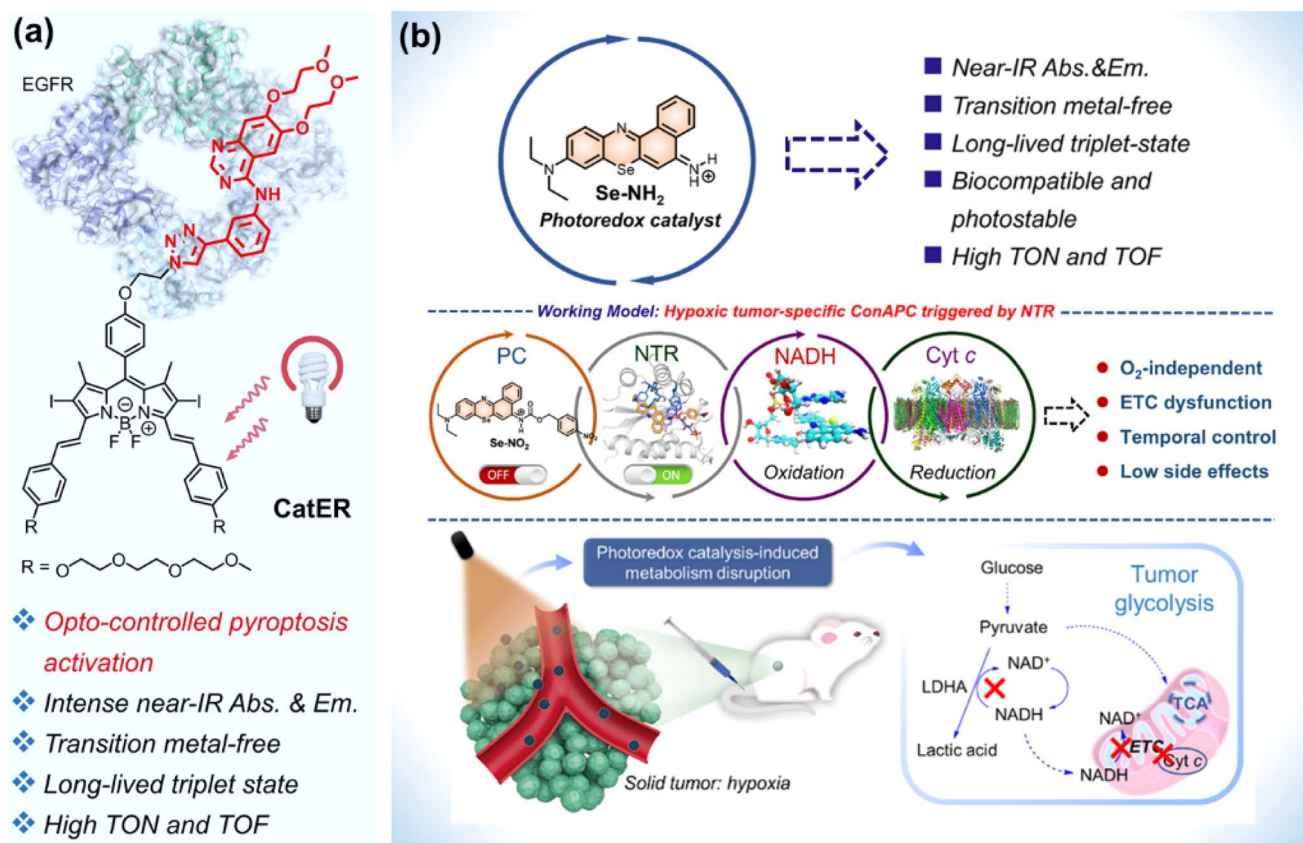 (a)
EGFR
O
O
O
O
N
N
NH
N
N
N
O
I
I
N
N
B
F
F
R
R
CatER
R =
O
O
O
O
Opto-controlled pyroptosis
activation
Intense near-IR Abs. & Em.
Transition metal-free
Long-lived triplet state
High TON and TOF
(b)
N
N
Se
N
H
H
Se-NH₂
Photoredox catalyst
Near-IR Abs.&Em.
Transition metal-free
Long-lived triplet-state
Biocompatible and
photostable
High TON and TOF
Working Model: Hypoxic tumor-specific ConAPC triggered by NTR
PC
N
N
Se
N
H
O
O
NO₂
Se-NO₂
OFF
NTR
ON
NADH
Oxidation
Cyt c
Reduction
O₂-independent
ETC dysfunction
Temporal control
Low side effects
Photoredox catalysis-induced
metabolism disruption
Solid tumor: hypoxia
Tumor
glycolysis
Glucose
Pyruvate
NAD⁺
LDHA
NADH
Lactic acid
NADH
NAD⁺
TCA
ETC
Cyt c